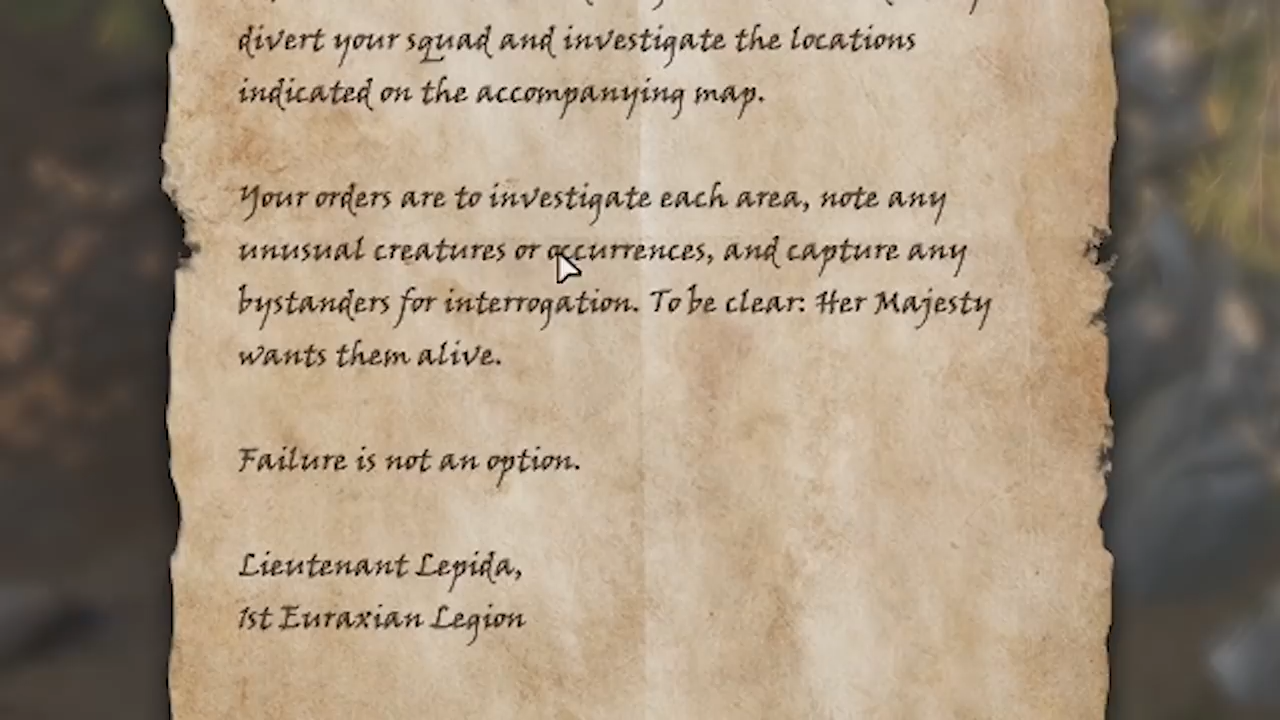 divert your squad and investigate the locations
indicated on the accompanying map.
Your orders are to investigate each area, note any
unusual creatures or occurrences, and capture any
bystanders for interrogation. To be clear: Her Majesty
wants them alive.
Failure is not an option.
Lieutenant Lepida,
1st Euraxian Legion